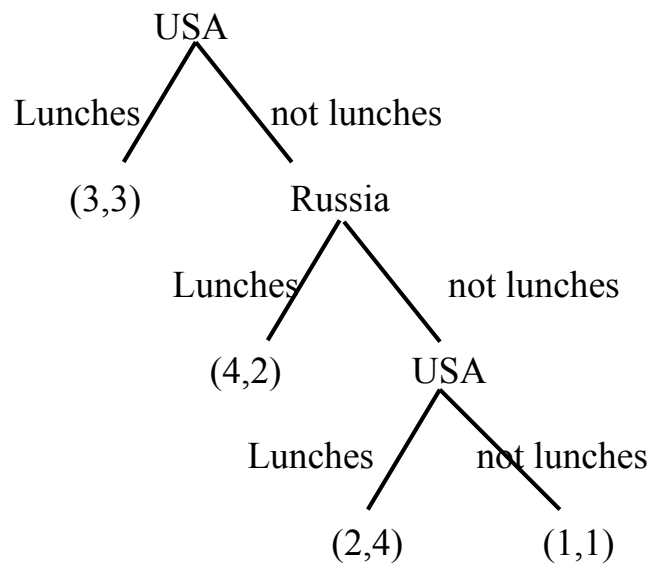 USA
Lunches not lunches
(3,3) Russia
Lunches not lunches
(4,2) USA
Lunches not lunches
(2,4) (1,1)